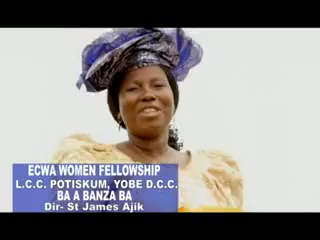 ECWA WOMEN FELLOWSHIP
L.C.C. POTISKUM, YOBE D.C.C.
BA A BANZA BA
Dir- St James Ajik